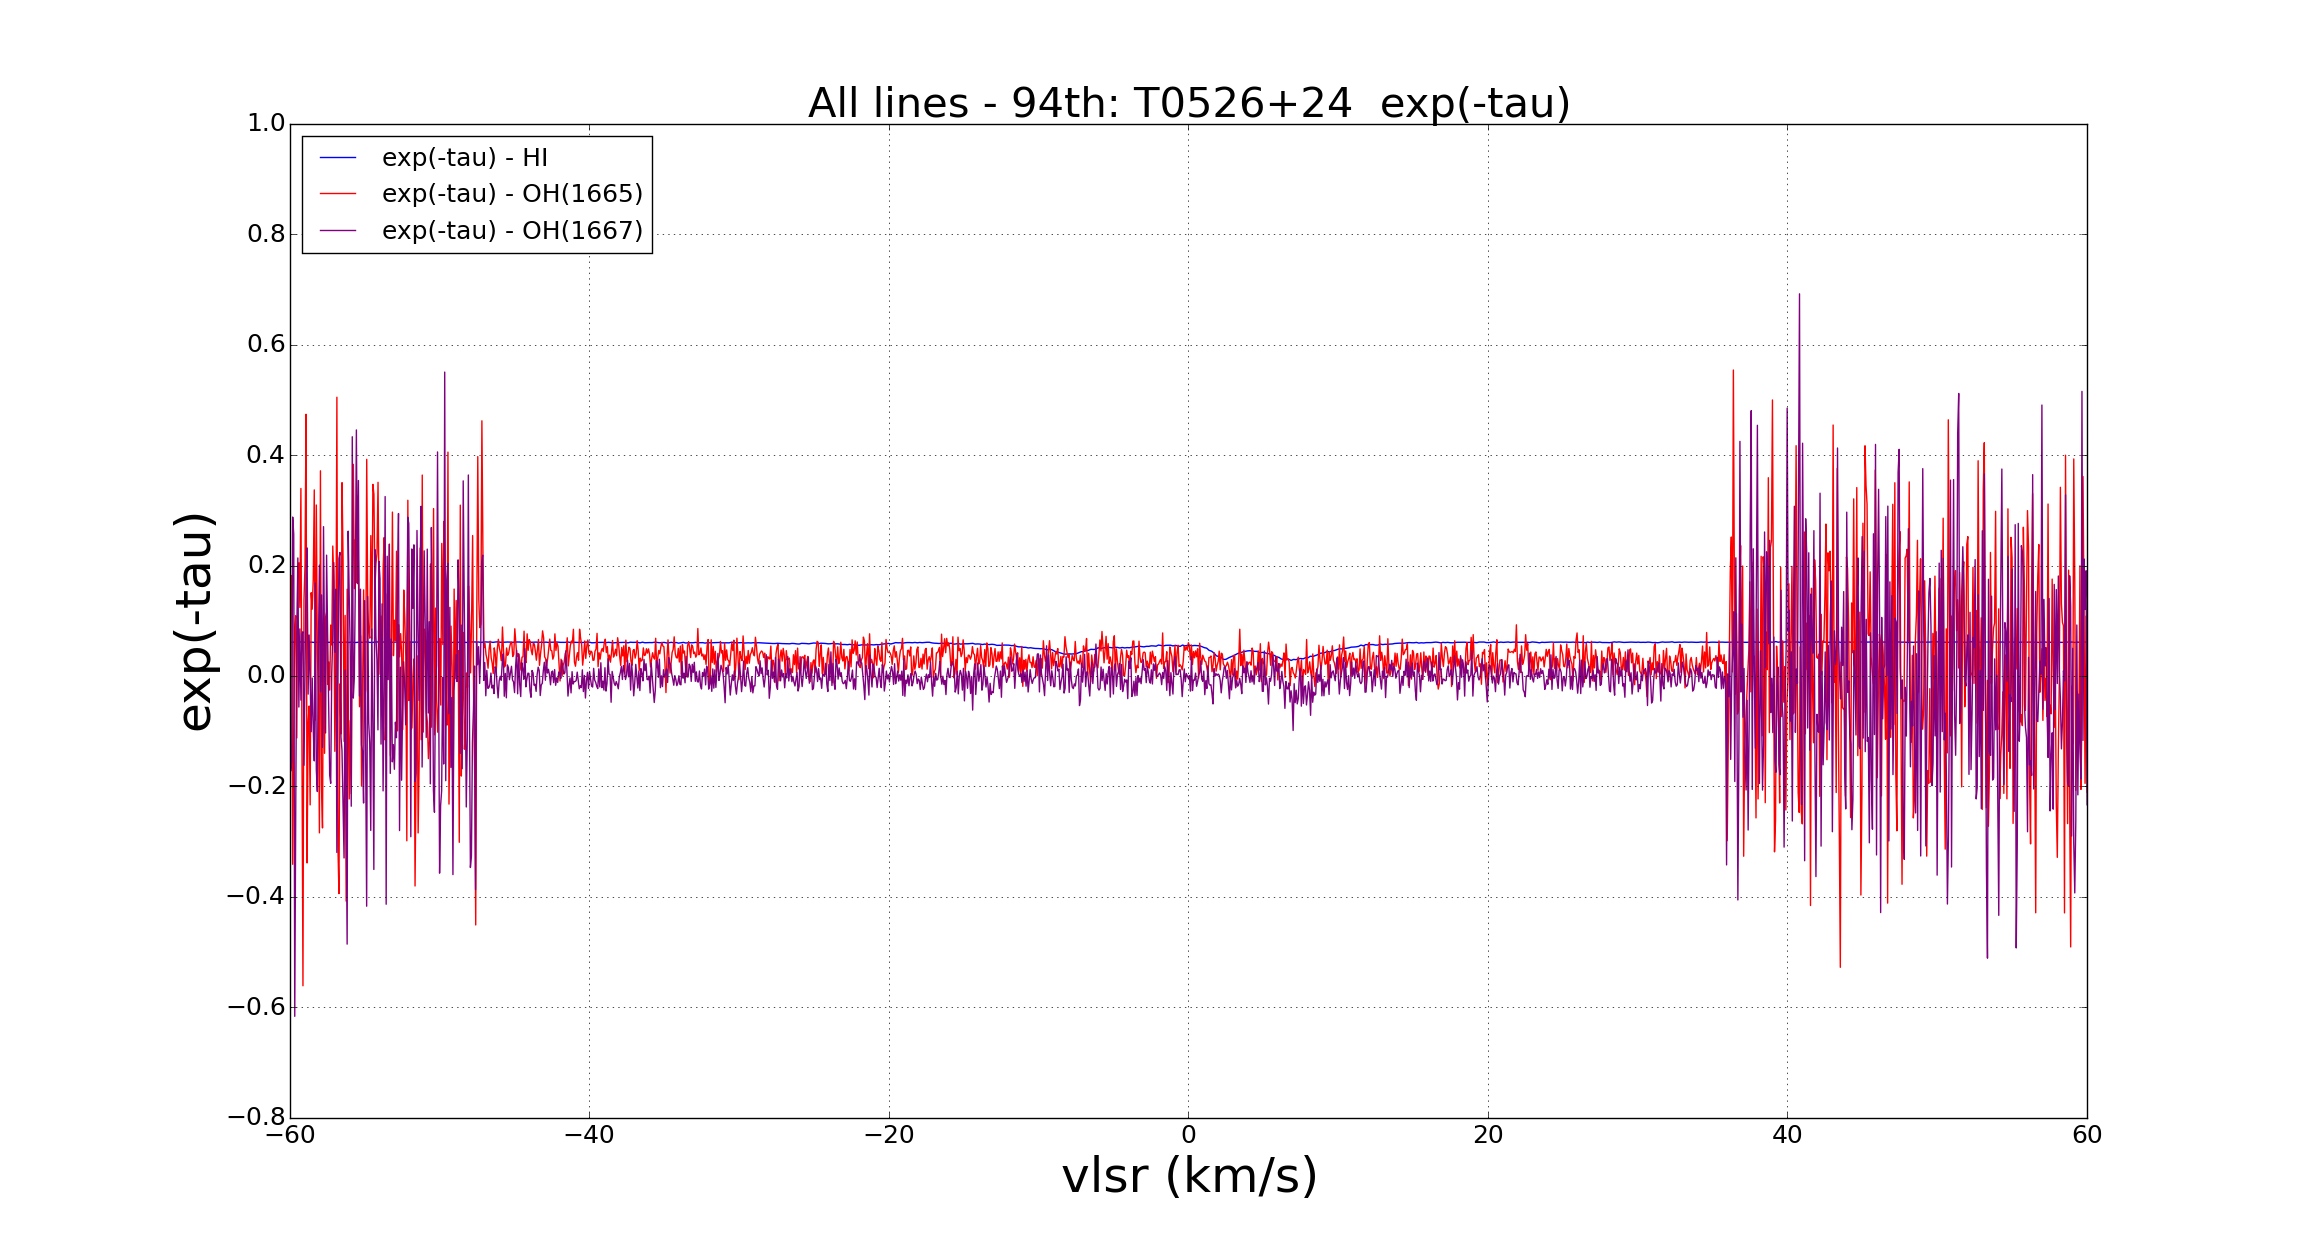 All lines - 94th: T0526+24  exp(-tau)
exp(-tau) - HI
exp(-tau) - OH(1665)
exp(-tau) - OH(1667)
exp(-tau)
1.0
0.8
0.6
0.4
0.2
0.0
−0.2
−0.4
−0.6
−0.8
−60
−40
−20
0
20
40
60
vlsr (km/s)